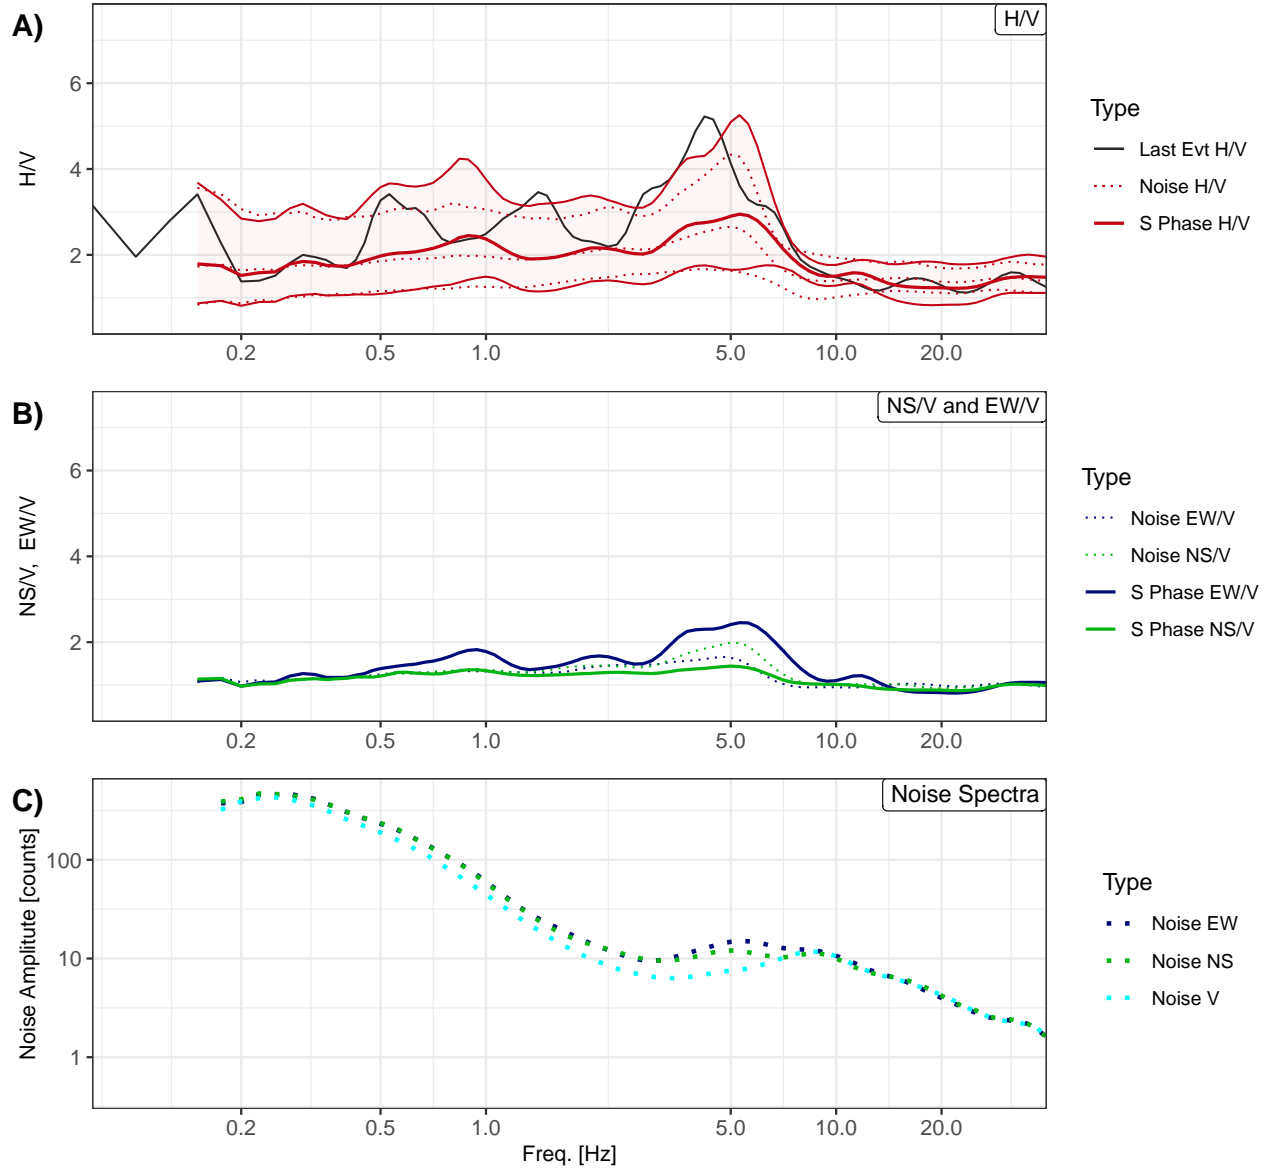 A)
H/V
6
4
2
H/V
0.2 0.5 1.0 5.0 10.0 20.0
Type
Last Evt H/V
Noise H/V
S Phase H/V
B)
NS/V and EW/V
6
4
2
NS/V, EW/V
0.2 0.5 1.0 5.0 10.0 20.0
Type
Noise EW/V
Noise NS/V
S Phase EW/V
S Phase NS/V
C)
Noise Spectra
100
10
1
Noise Amplitute [counts]
0.2 0.5 1.0 5.0 10.0 20.0
Freq. [Hz]
Type
Noise EW
Noise NS
Noise V